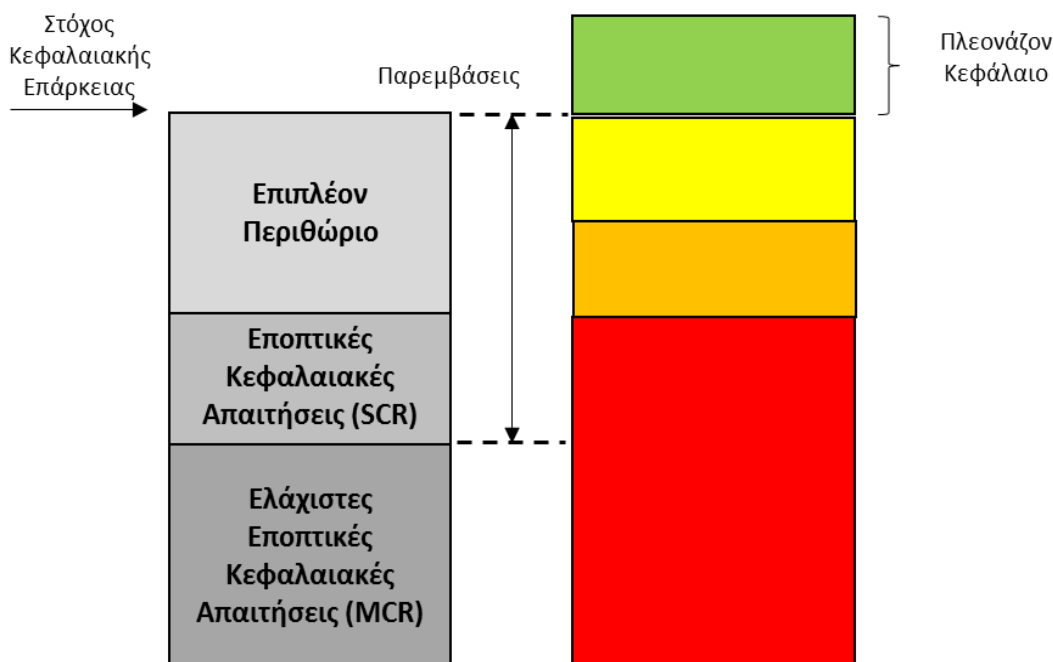 Στόχος
Κεφαλαιακής
Επάρκειας
Παρεμβάσεις
Πλεονάζον
Κεφάλαιο
Επιπλέον
Περιθώριο
Εποπτικές
Κεφαλαιακές
Απαιτήσεις (SCR)
Ελάχιστες
Εποπτικές
Κεφαλαιακές
Απαιτήσεις (MCR)